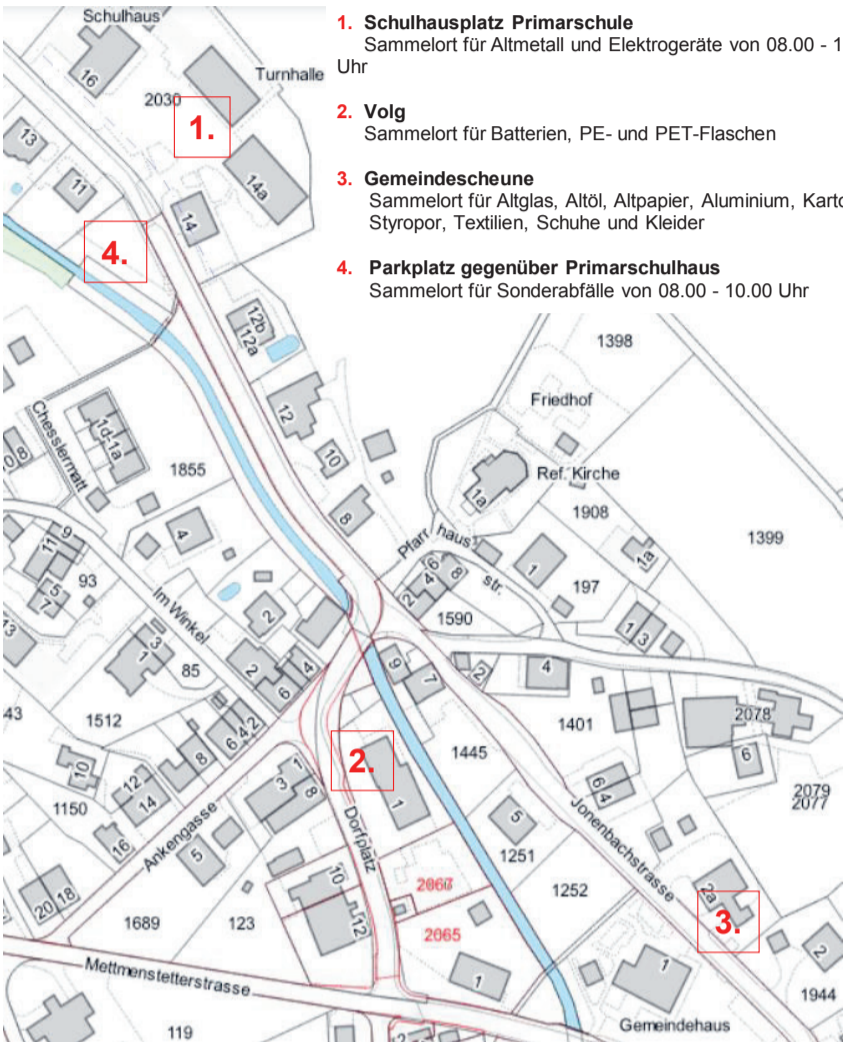 1. Schulhausplatz Primarschule
Sammelort für Altmetall und Elektrogeräte von 08.00 -
Uhr
2. Volg
Sammelort für Batterien, PE- und PET-Flaschen
3. Gemeindescheune
Sammelort für Altglas, Altöl, Altpapier, Aluminium,
Styropor, Textilien, Schuhe und Kleider
4. Parkplatz gegenüber Primarschulhaus
Sammelort für Sonderabfälle von 08.00 - 10.00 Uhr
Schulhaus
16
Turnhalle
2030
1.
13
11
14a
14
4.
12b
12a
1398
12
Friedhof
Chesslermatt
1d-1a
10
Ref. Kirche
1855
1a
8
1908
4
Pfarrhausstr.
1399
9
11
1a
93
5
7
6
4
8
2
1
197
Im Winkel
2
1590
1
3
13
3
1
85
2
4
6
9
7
2
4
43
1512
2
4
6
8
1401
2078
10
2.
1445
6
12
14
1
3
8
1
6
4
2079
2077
1150
5
16
Ankengasse
5
Dorfplatz
Jonenbachstrasse
1251
10
2067
1252
2a
20
18
1689
123
12
2065
3.
2
Mettmenstetterstrasse
1
1
1944
119
2
Gemeindehaus